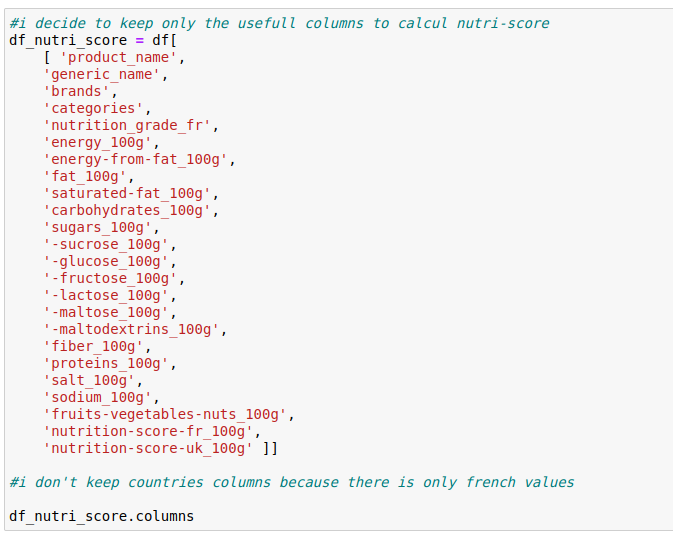 #i decide to keep only the usefull columns to calcul nutri-score
df_nutri_score = df[
    [ 'product_name',
    'generic_name',
    'brands',
    'categories',
    'nutrition_grade_fr',
    'energy_100g',
    'energy-from-fat_100g',
    'fat_100g',
    'saturated-fat_100g',
    'carbohydrates_100g',
    'sugars_100g',
    '-sucrose_100g',
    '-glucose_100g',
    '-fructose_100g',
    '-lactose_100g',
    '-maltose_100g',
    '-maltodextrins_100g',
    'fiber_100g',
    'proteins_100g',
    'salt_100g',
    'sodium_100g',
    'fruits-vegetables-nuts_100g',
    'nutrition-score-fr_100g',
    'nutrition-score-uk_100g' ]]
#i don't keep countries columns because there is only french values
df_nutri_score.columns